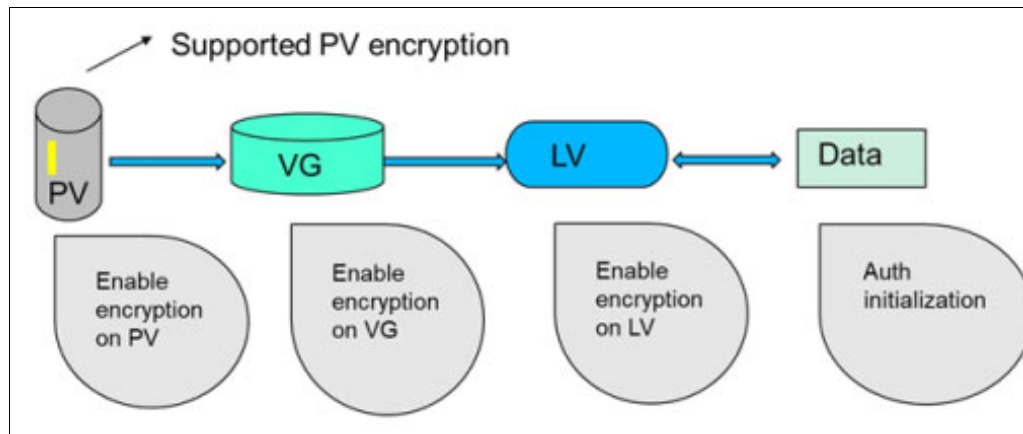 Supported PV encryption
PV
VG
LV
Data
Enable
encryption
on PV
Enable
encryption
on VG
Enable
encryption
on LV
Auth
initialization